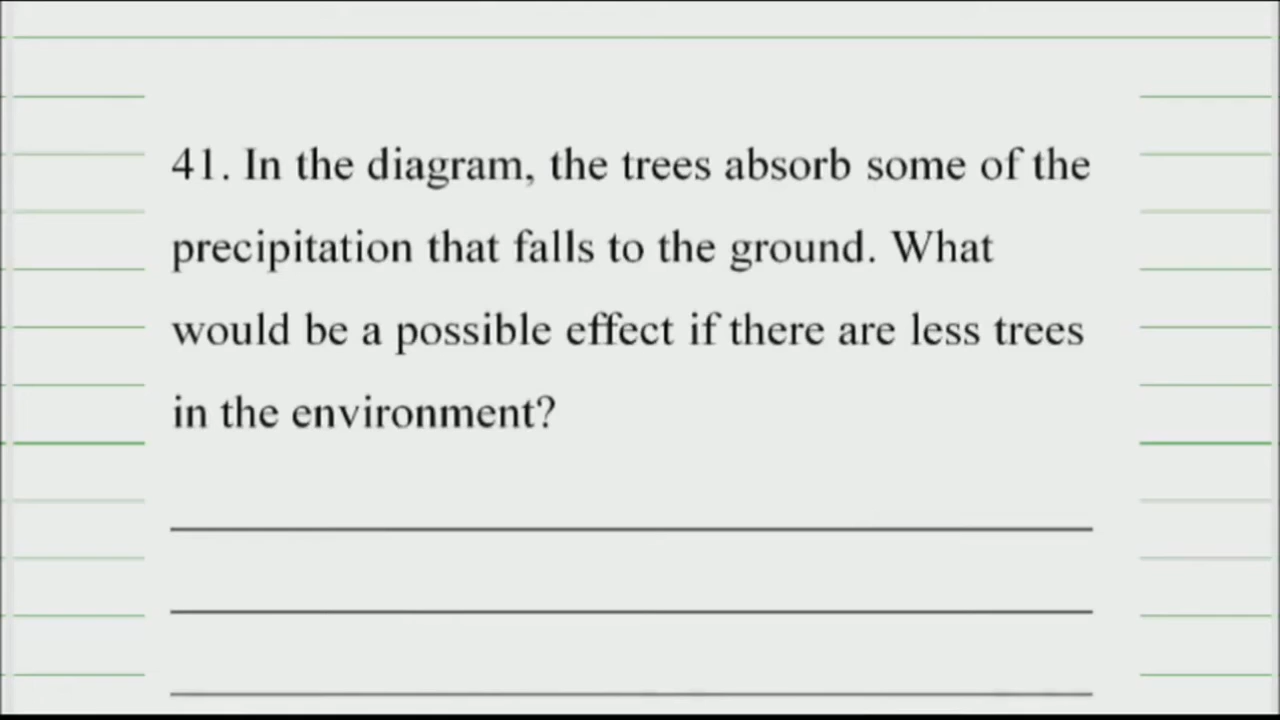 41. In the diagram, the trees absorb some of the
precipitation that falls to the ground. What
would be a possible effect if there are less trees
in the environment?